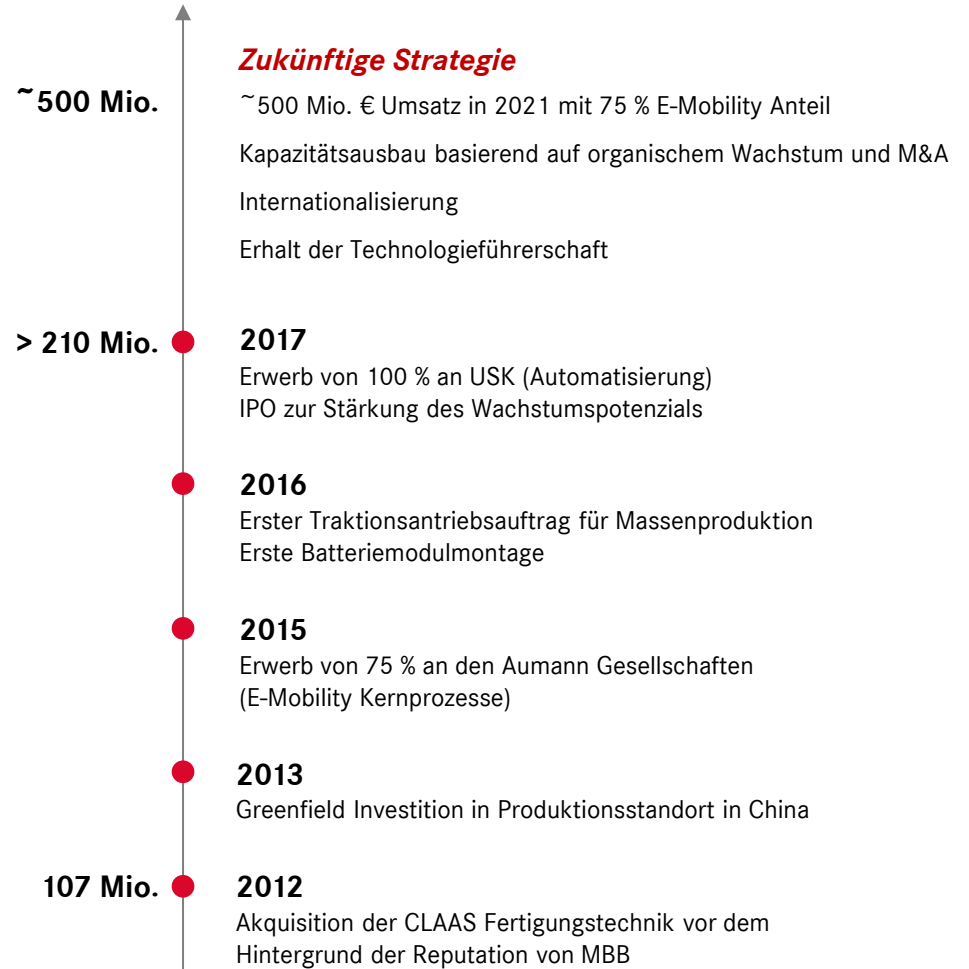 Zukünftige Strategie
~500 Mio.
~500 Mio. € Umsatz in 2021 mit 75 % E-Mobility Anteil
Kapazitätsausbau basierend auf organischem Wachstum und M&A
Internationalisierung
Erhalt der Technologieführerschaft
> 210 Mio.
2017
Erwerb von 100 % an USK (Automatisierung)
IPO zur Stärkung des Wachstumspotenzials
2016
Erster Traktionsantriebsauftrag für Massenproduktion
Erste Batteriemodulmontage
2015
Erwerb von 75 % an den Aumann Gesellschaften
(E-Mobility Kernprozesse)
2013
Greenfield Investition in Produktionsstandort in China
107 Mio.
2012
Akquisition der CLAAS Fertigungstechnik vor dem
Hintergrund der Reputation von MBB